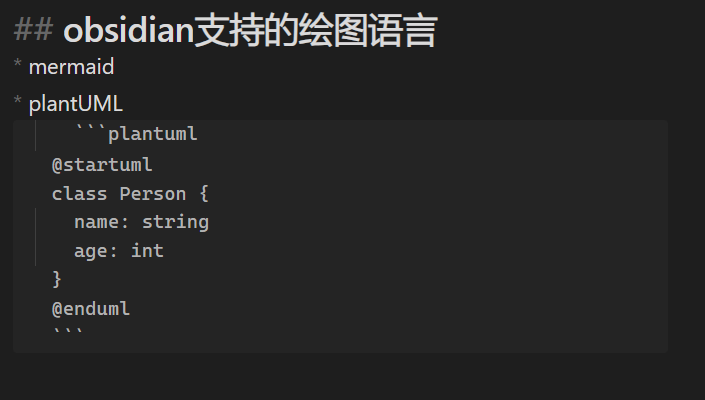 ## obsidian支持的绘图语言
* mermaid
* plantUML
```plantuml
@startuml
class Person {
name: string
age: int
}
@enduml
```